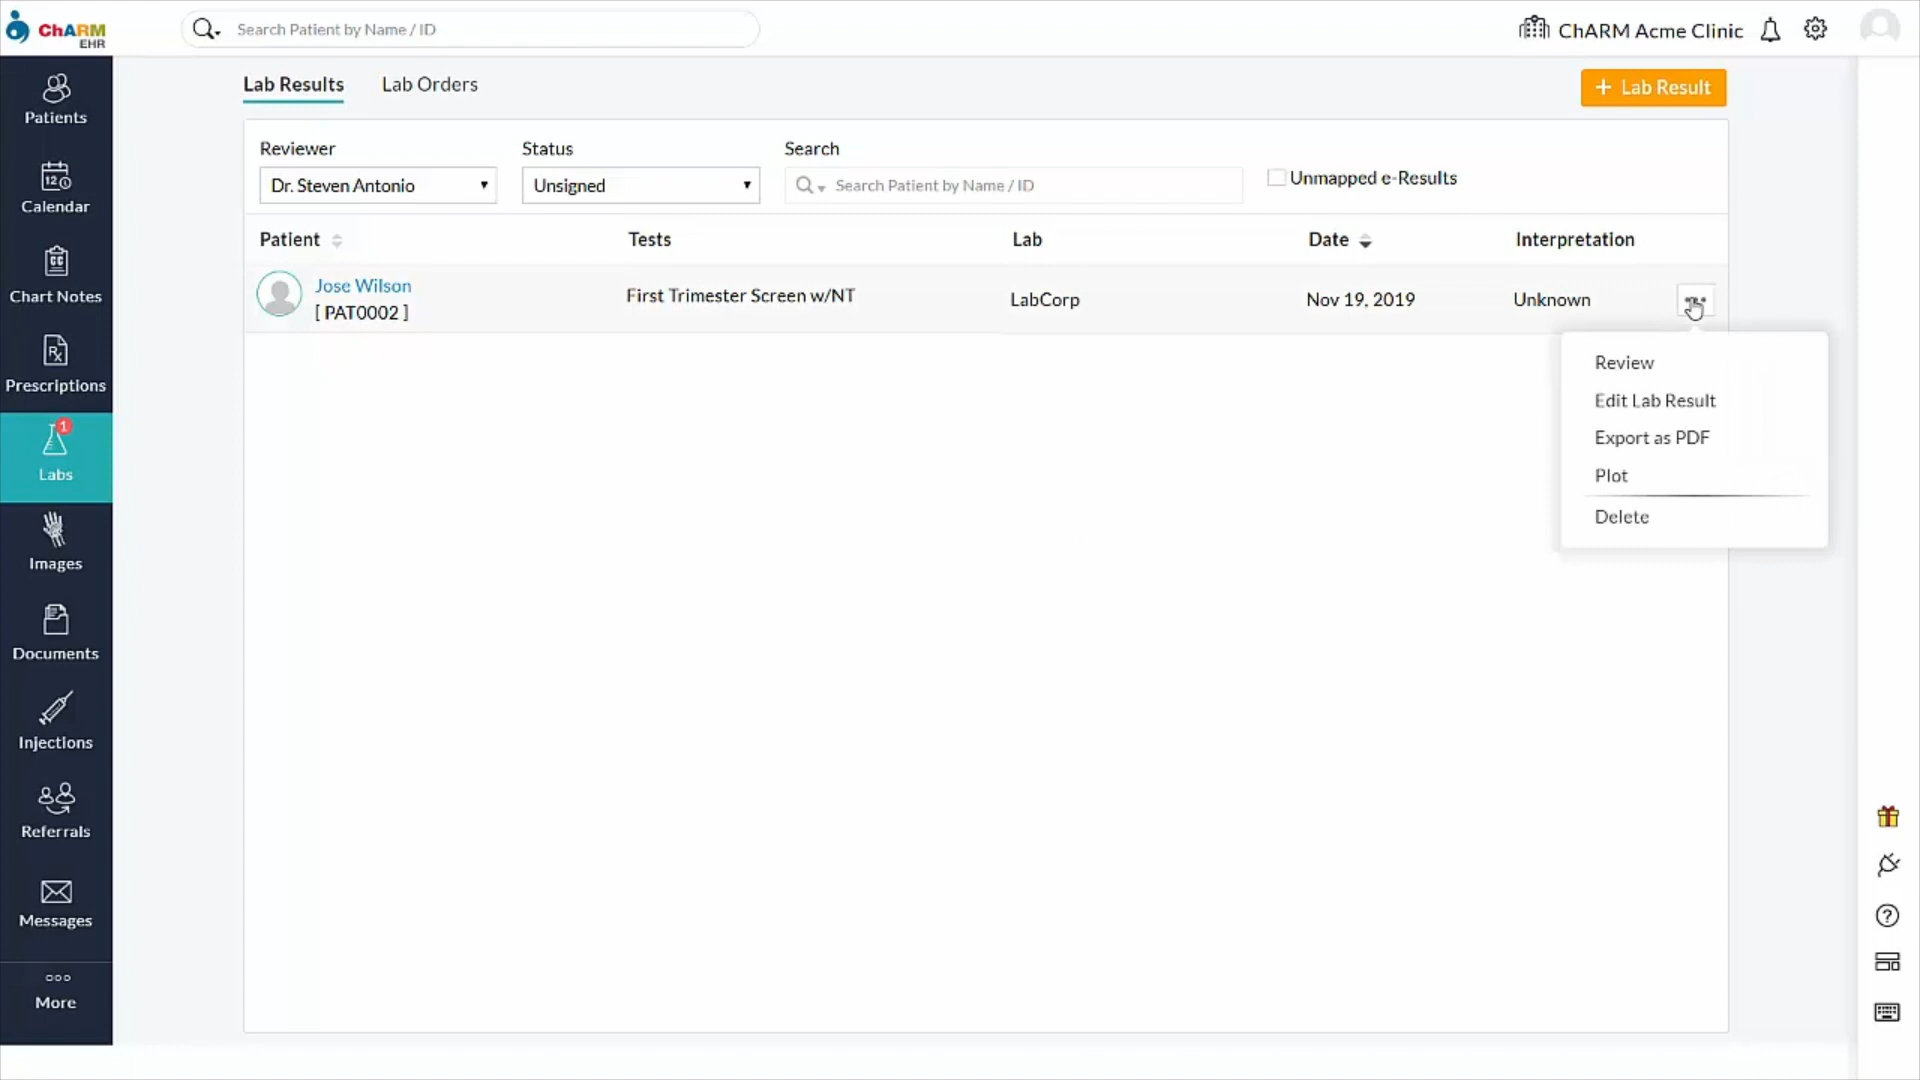 ChARM
EHR
Search Patient by Name / ID
ChARM Acme Clinic
Patients
12
Calendar
Chart Notes
Rx
Prescriptions
1
Labs
Images
Documents
Injections
Referrals
Messages
More
Lab Results
Lab Orders
+ Lab Result
Reviewer
Status
Search
Dr. Steven Antonio
Unsigned
Search Patient by Name / ID
Unmapped e-Results
Patient
Tests
Lab
Date
Interpretation
Jose Wilson
[ PAT0002 ]
First Trimester Screen w/NT
LabCorp
Nov 19, 2019
Unknown
Review
Edit Lab Result
Export as PDF
Plot
Delete